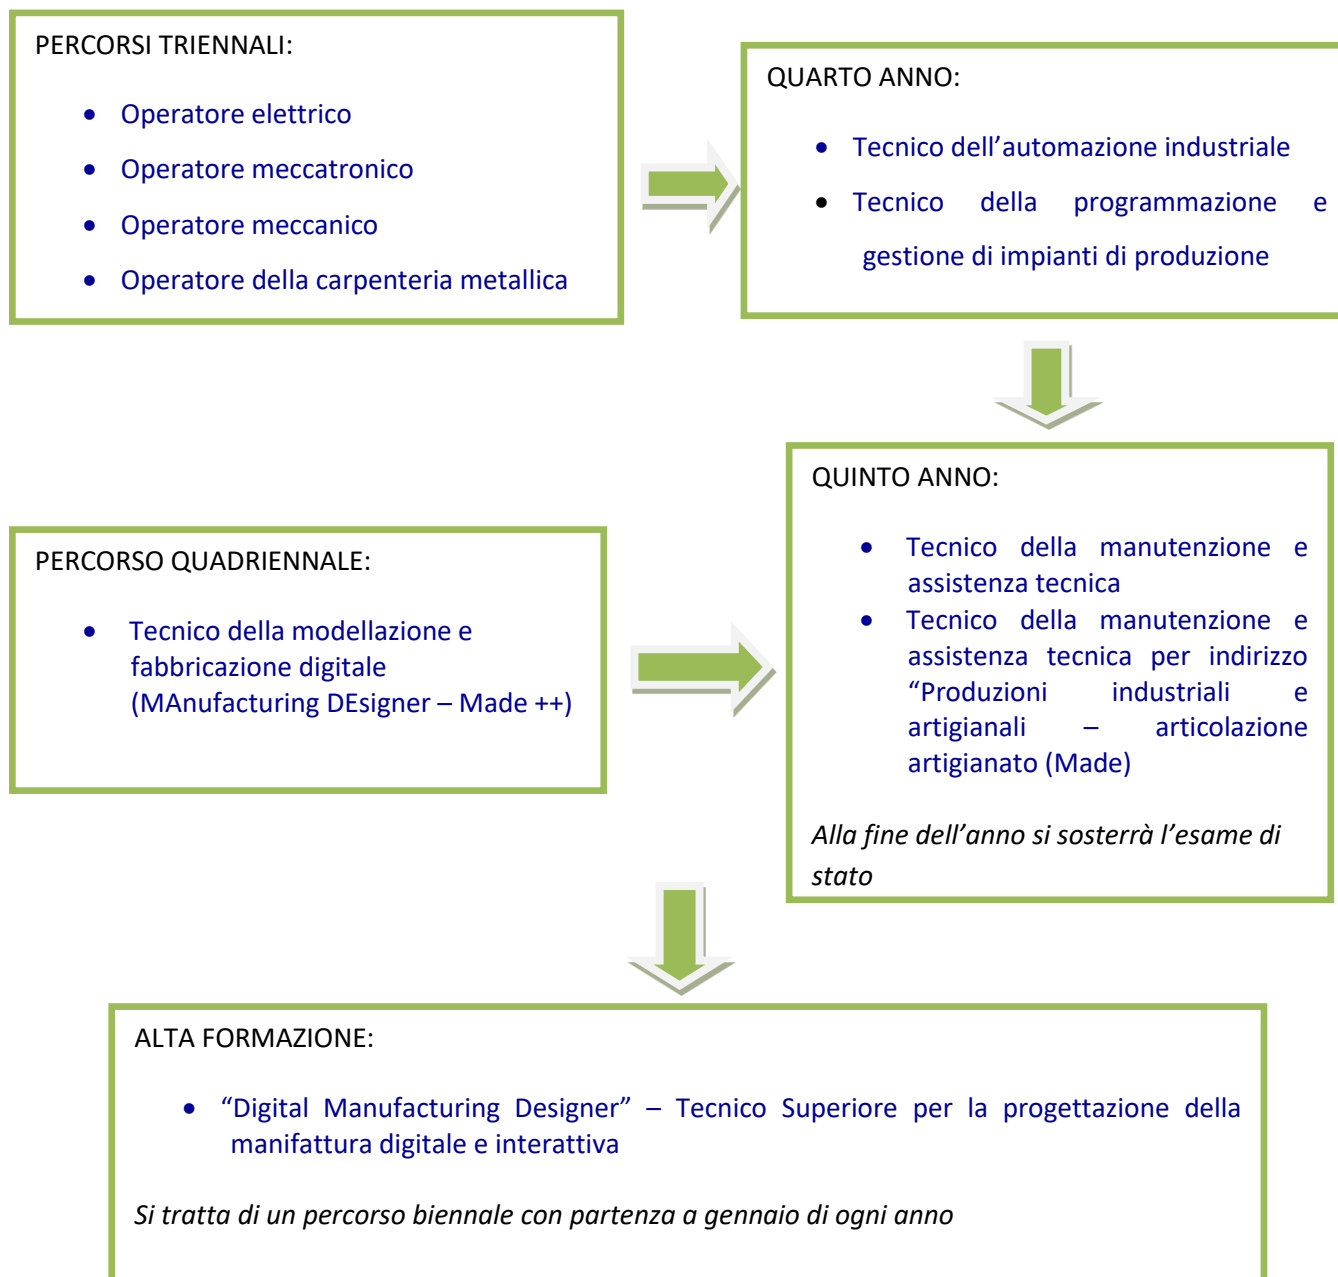 PERCORSI TRIENNALI:
• Operatore elettrico
• Operatore meccatronico
• Operatore meccanico
• Operatore della carpenteria metallica
QUARTO ANNO:
• Tecnico dell’automazione industriale
• Tecnico della programmazione e
gestione di impianti di produzione
PERCORSO QUADRIENNALE:
• Tecnico della modellazione e
fabbricazione digitale
(MAnufacturing DEsigner – Made ++)
QUINTO ANNO:
• Tecnico della manutenzione e
assistenza tecnica
• Tecnico della manutenzione e
assistenza tecnica per indirizzo
“Produzioni industriali e
artigianali – articolazione
artigianato (Made)
Alla fine dell’anno si sosterrà l’esame di
stato
ALTA FORMAZIONE:
• “Digital Manufacturing Designer” – Tecnico Superiore per la progettazione della
manifattura digitale e interattiva
Si tratta di un percorso biennale con partenza a gennaio di ogni anno